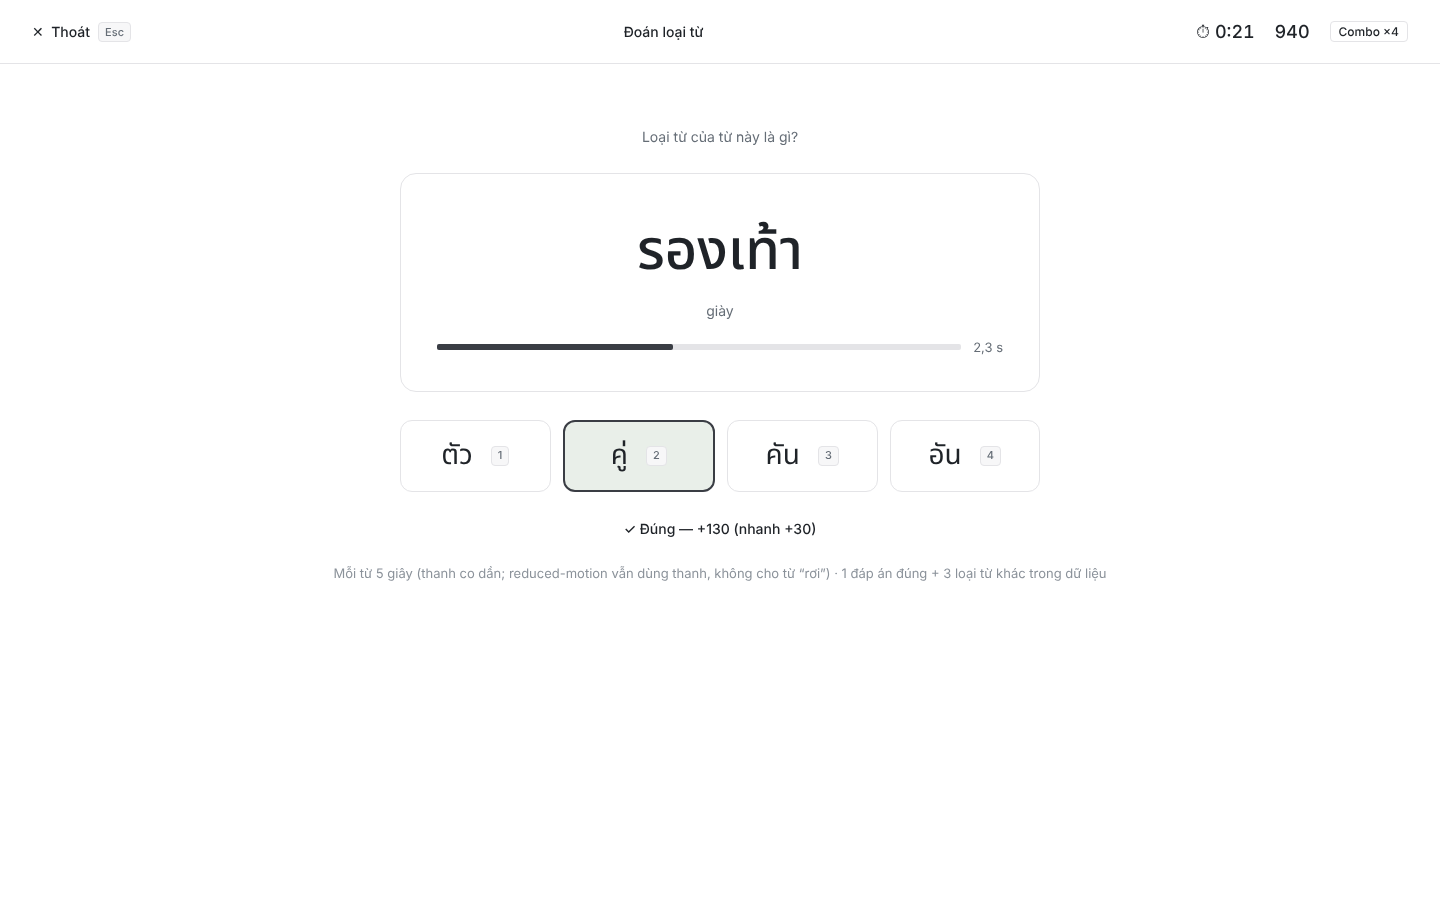 ✕ Thoát Esc
Đoán loại từ
⏱ 0:21 940 Combo ×4
Loại từ của từ này là gì?
รองเท้า
giày
2,3 s
ตัว 1
คู่ 2
คัน 3
อัน 4
✓ Đúng — +130 (nhanh +30)
Mỗi từ 5 giây (thanh co dần; reduced-motion vẫn dùng thanh, không cho từ “rơi”) · 1 đáp án đúng + 3 loại từ khác trong dữ liệu